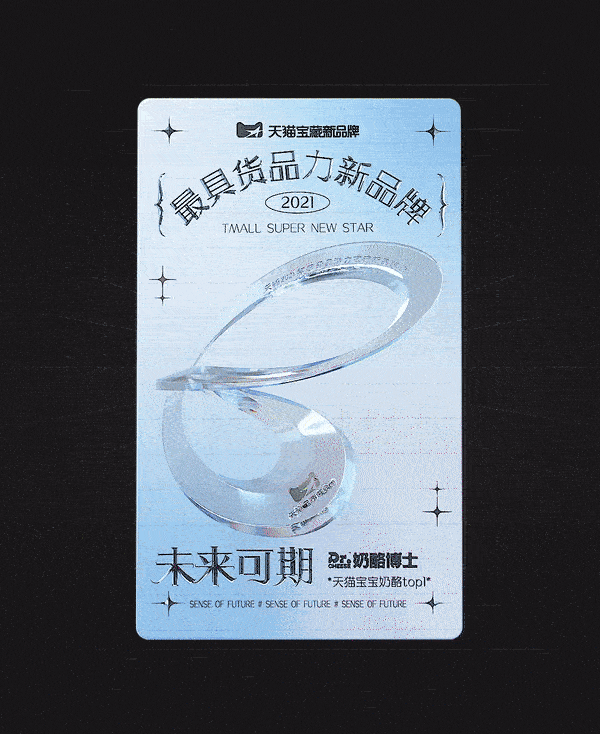 天猫宝藏新品牌
最具货品力新品牌
2021
TMALL SUPER NEW STAR
未来可期
Dr. CHEESE 奶酪博士
*天猫宝宝奶酪top1*
SENSE OF FUTURE # SENSE OF FUTURE # SENSE OF FUTURE